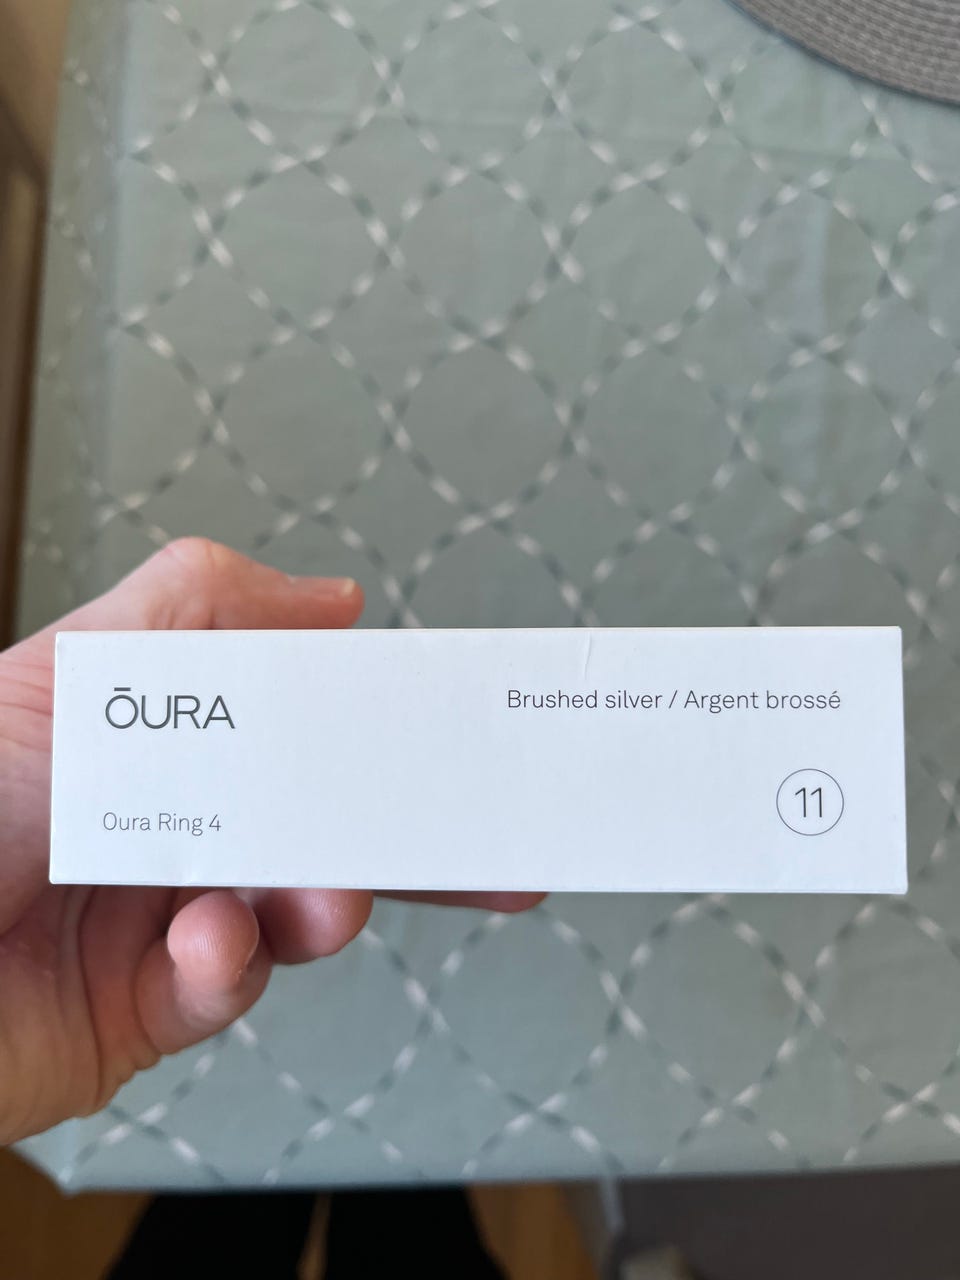 ŌURA
Brushed silver / Argent brossé
Oura Ring 4
11